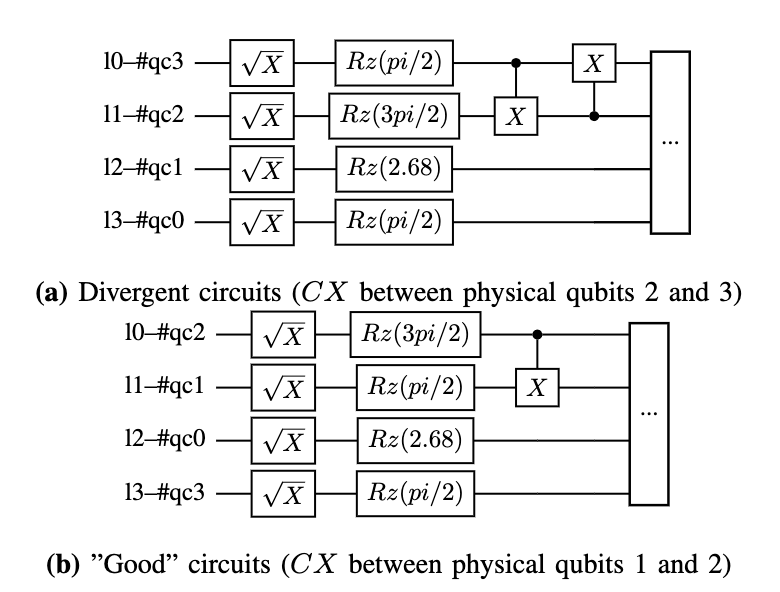 l0–#qc3 √X Rz(pi/2) X
l1–#qc2 √X Rz(3pi/2) X
l2–#qc1 √X Rz(2.68) ...
l3–#qc0 √X Rz(pi/2)
(a) Divergent circuits (CX between physical qubits 2 and 3)
l0–#qc2 √X Rz(3pi/2)
l1–#qc1 √X Rz(pi/2) X ...
l2–#qc0 √X Rz(2.68)
l3–#qc3 √X Rz(pi/2)
(b) ”Good” circuits (CX between physical qubits 1 and 2)